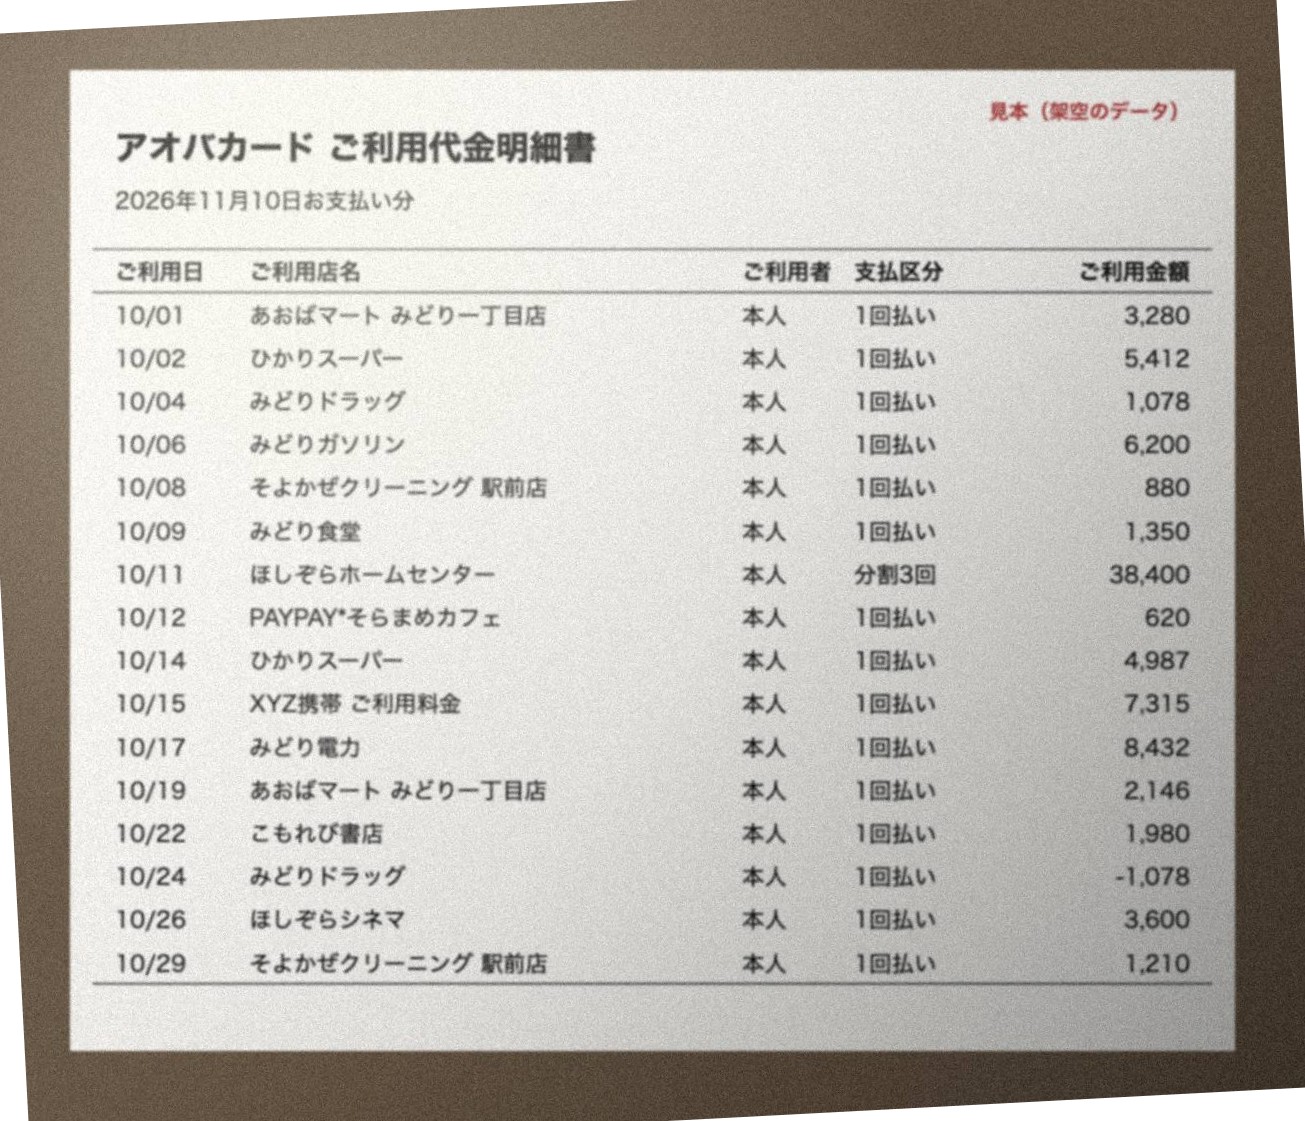 見本（架空のデータ）
アオバカード ご利用代金明細書
2026年11月10日お支払い分
ご利用日 ご利用店名 ご利用者 支払区分 ご利用金額
10/01 あおばマート みどり一丁目店 本人 1回払い 3,280
10/02 ひかりスーパー 本人 1回払い 5,412
10/04 みどりドラッグ 本人 1回払い 1,078
10/06 みどりガソリン 本人 1回払い 6,200
10/08 そよかぜクリーニング 駅前店 本人 1回払い 880
10/09 みどり食堂 本人 1回払い 1,350
10/11 ほしぞらホームセンター 本人 分割3回 38,400
10/12 PAYPAY*そらまめカフェ 本人 1回払い 620
10/14 ひかりスーパー 本人 1回払い 4,987
10/15 XYZ携帯 ご利用料金 本人 1回払い 7,315
10/17 みどり電力 本人 1回払い 8,432
10/19 あおばマート みどり一丁目店 本人 1回払い 2,146
10/22 こもれび書店 本人 1回払い 1,980
10/24 みどりドラッグ 本人 1回払い -1,078
10/26 ほしぞらシネマ 本人 1回払い 3,600
10/29 そよかぜクリーニング 駅前店 本人 1回払い 1,210